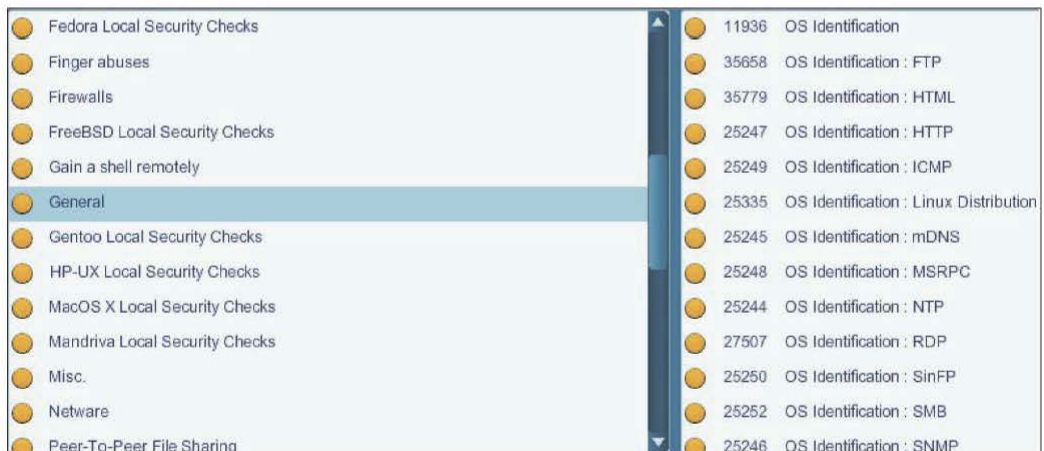 Fedora Local Security Checks
Finger abuses
Firewalls
FreeBSD Local Security Checks
Gain a shell remotely
General
Gentoo Local Security Checks
HP-UX Local Security Checks
MacOS X Local Security Checks
Mandriva Local Security Checks
Misc.
Netware
Peer-To-Peer File Sharing
11936 OS Identification
35658 OS Identification : FTP
35779 OS Identification : HTML
25247 OS Identification : HTTP
25249 OS Identification : ICMP
25335 OS Identification : Linux Distribution
25245 OS Identification : mDNS
25248 OS Identification : MSRPC
25244 OS Identification : NTP
27507 OS Identification : RDP
25250 OS Identification : SinFP
25252 OS Identification : SMB
25246 OS Identification : SNMP